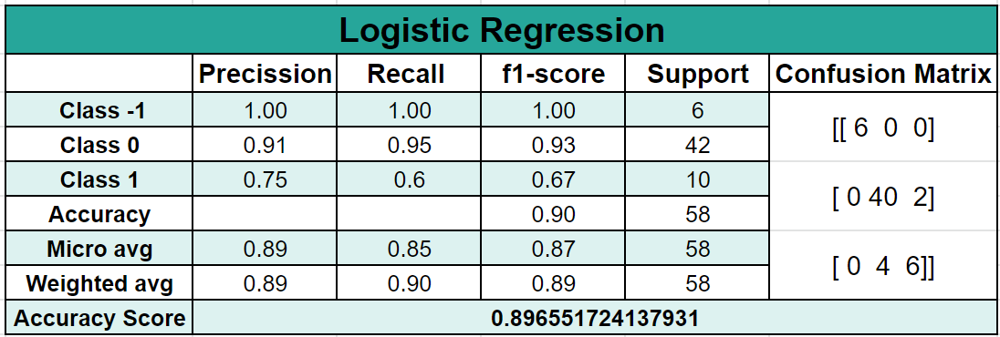 Logistic Regression
Precission Recall f1-score Support Confusion Matrix
Class -1 1.00 1.00 1.00 6
[[ 6 0 0]
Class 0 0.91 0.95 0.93 42
Class 1 0.75 0.6 0.67 10
[ 0 40 2]
Accuracy 0.90 58
Micro avg 0.89 0.85 0.87 58
[ 0 4 6]]
Weighted avg 0.89 0.90 0.89 58
Accuracy Score 0.896551724137931